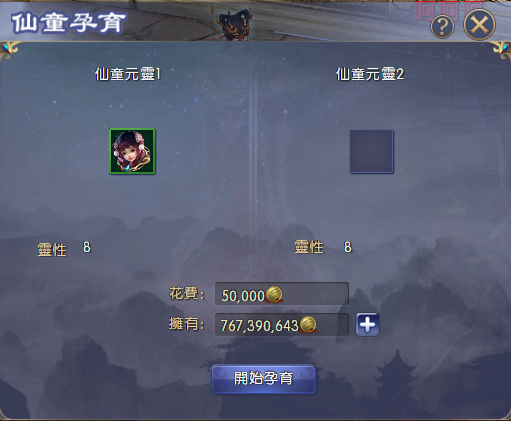 仙童孕育
?
仙童元靈1 仙童元靈2
靈性 8 靈性 8
花費： 50,000
擁有： 767,390,643
開始孕育